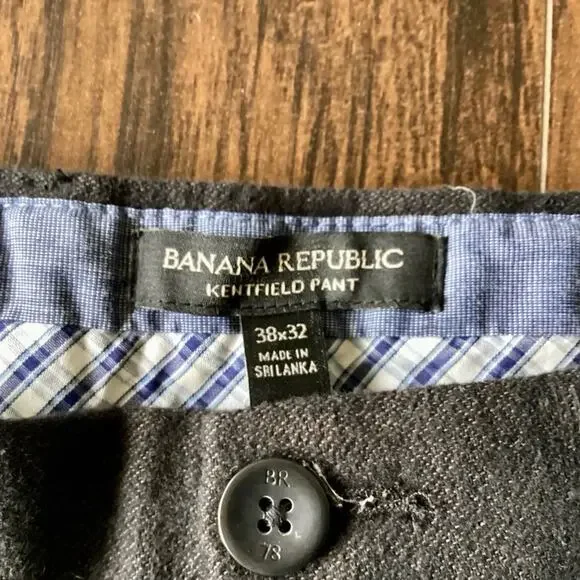 BANANA REPUBLIC
KENTFIELD PANT
38x32
MADE IN
SRI LANKA
BR
78